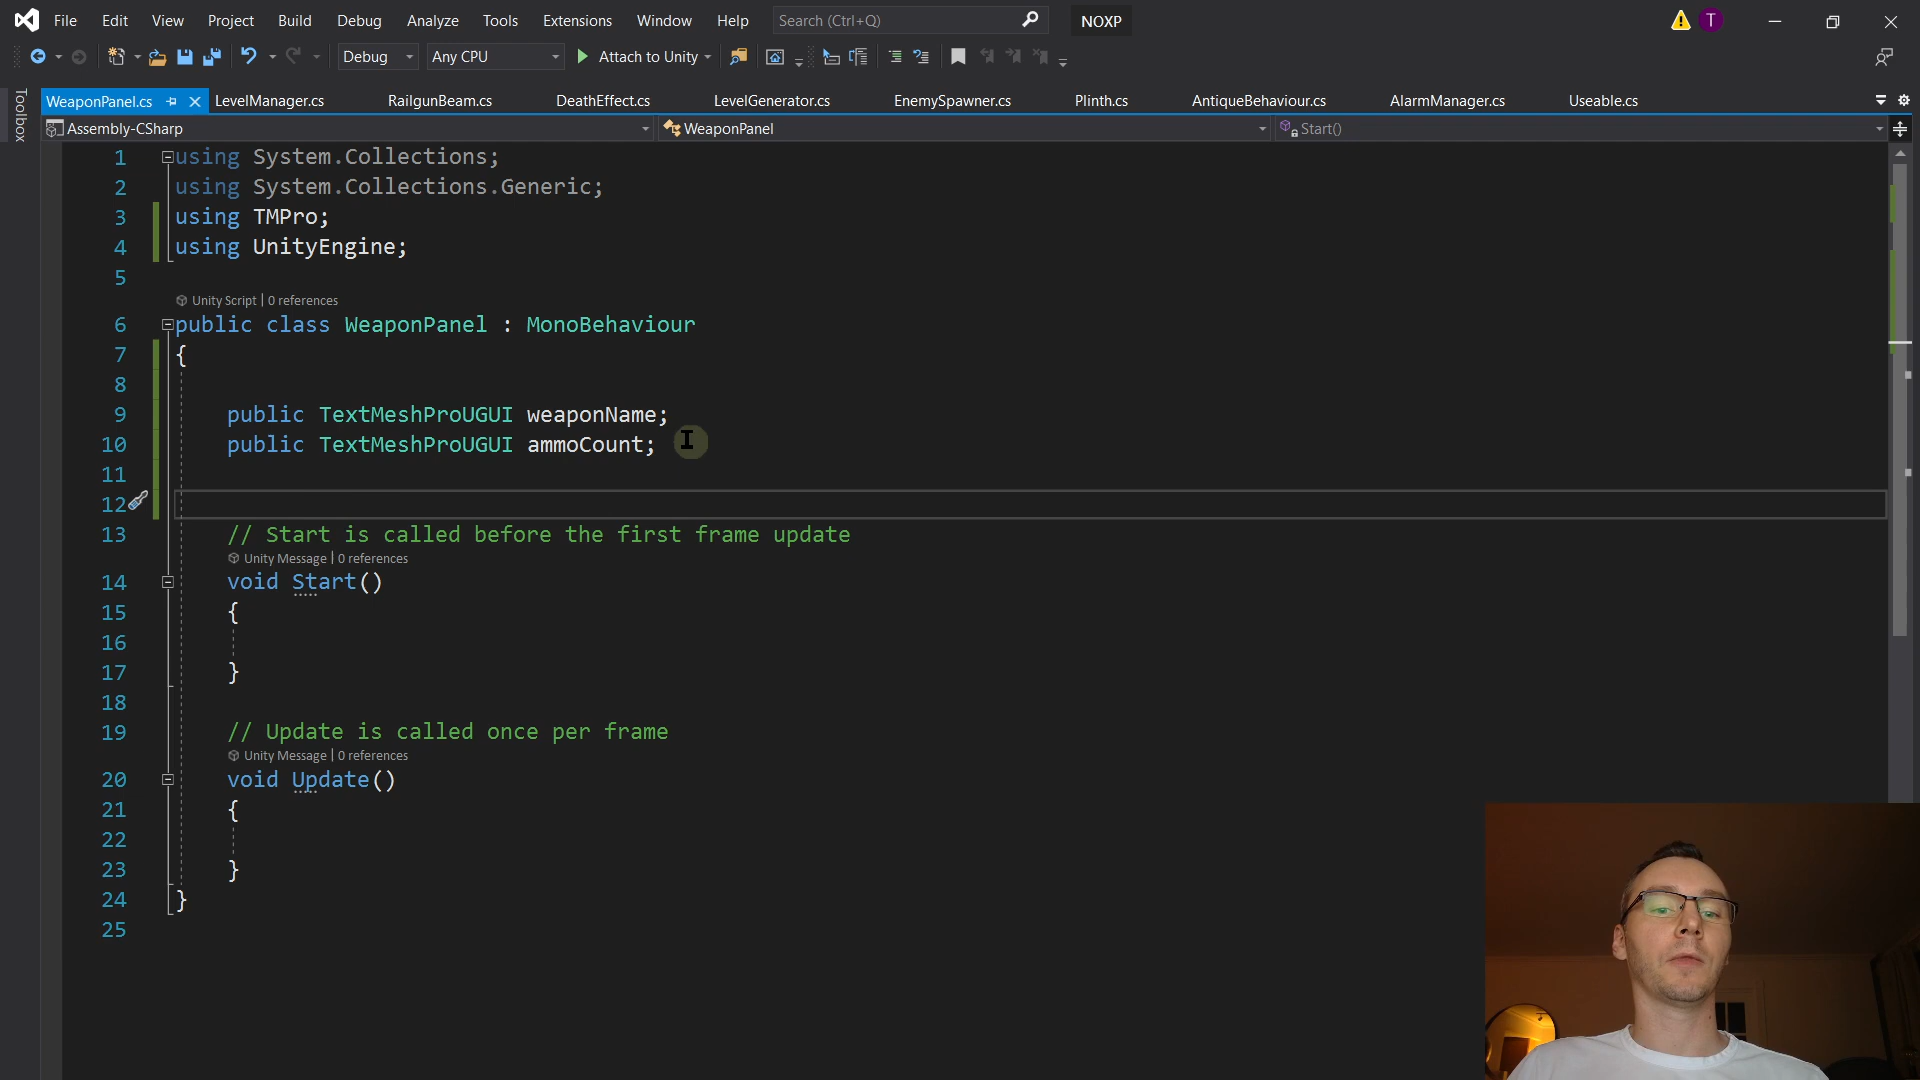 File Edit View Project Build Debug Analyze Tools Extensions Window Help Search (Ctrl+Q) NOXP T
Debug Any CPU Attach to Unity
Toolbox
WeaponPanel.cs LevelManager.cs RailgunBeam.cs DeathEffect.cs LevelGenerator.cs EnemySpawner.cs Plinth.cs AntiqueBehaviour.cs AlarmManager.cs Useable.cs
Assembly-CSharp WeaponPanel Start()
1 using System.Collections;
2 using System.Collections.Generic;
3 using TMPro;
4 using UnityEngine;
5
Unity Script | 0 references
6 public class WeaponPanel : MonoBehaviour
7 {
8
9 public TextMeshProUGUI weaponName;
10 public TextMeshProUGUI ammoCount;
11
12
13 // Start is called before the first frame update
Unity Message | 0 references
14 void Start()
15 {
16
17 }
18
19 // Update is called once per frame
Unity Message | 0 references
20 void Update()
21 {
22
23 }
24 }
25